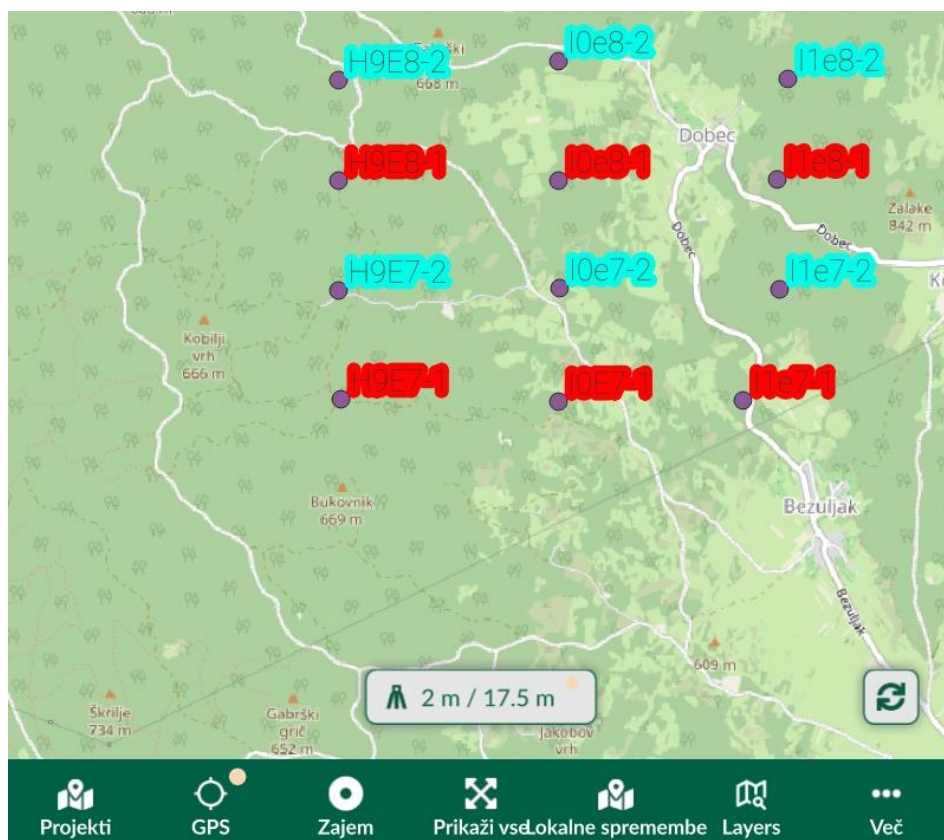 668 m
H9E8-2
I0e8-2
I1e8-2
Dobec
H9E8-1
I0e8-1
I1e8-1
Zalake
842 m
Dobec
Dobec
H9E7-2
I0e7-2
I1e7-2
Kobilji
vrh
666 m
H9E7-1
I0E7-1
I1e7-1
Bukovnik
669 m
Bezuljak
Bezuljak
609 m
2 m / 17.5 m
Škrilje
734 m
Gabrški
grič
652 m
Jakobov
vrh
Projekti
GPS
Zajem
Prikaži vse
Lokalne spremembe
Layers
Več